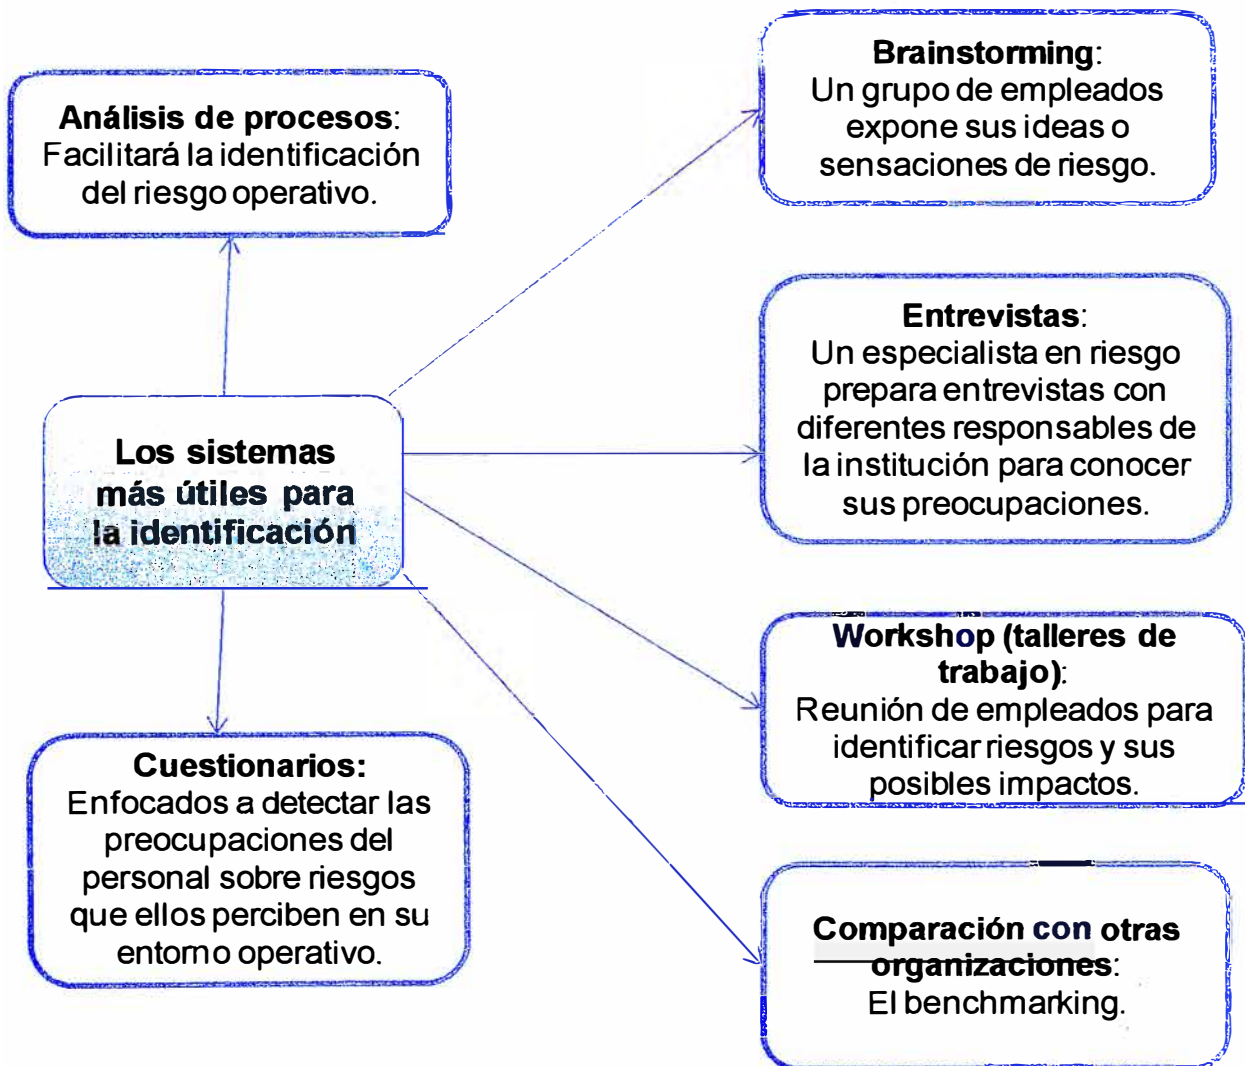 Análisis de procesos:
Facilitará la identificación
del riesgo operativo.
Brainstorming:
Un grupo de empleados
expone sus ideas o
sensaciones de riesgo.
Entrevistas:
Un especialista en riesgo
prepara entrevistas con
diferentes responsables de
la institución para conocer
sus preocupaciones.
Los sistemas
más útiles para
la identificación
Workshop (talleres de
trabajo):
Reunión de empleados para
identificar riesgos y sus
posibles impactos.
Cuestionarios:
Enfocados a detectar las
preocupaciones del
personal sobre riesgos
que ellos perciben en su
entorno operativo.
Comparación con otras
organizaciones:
El benchmarking.